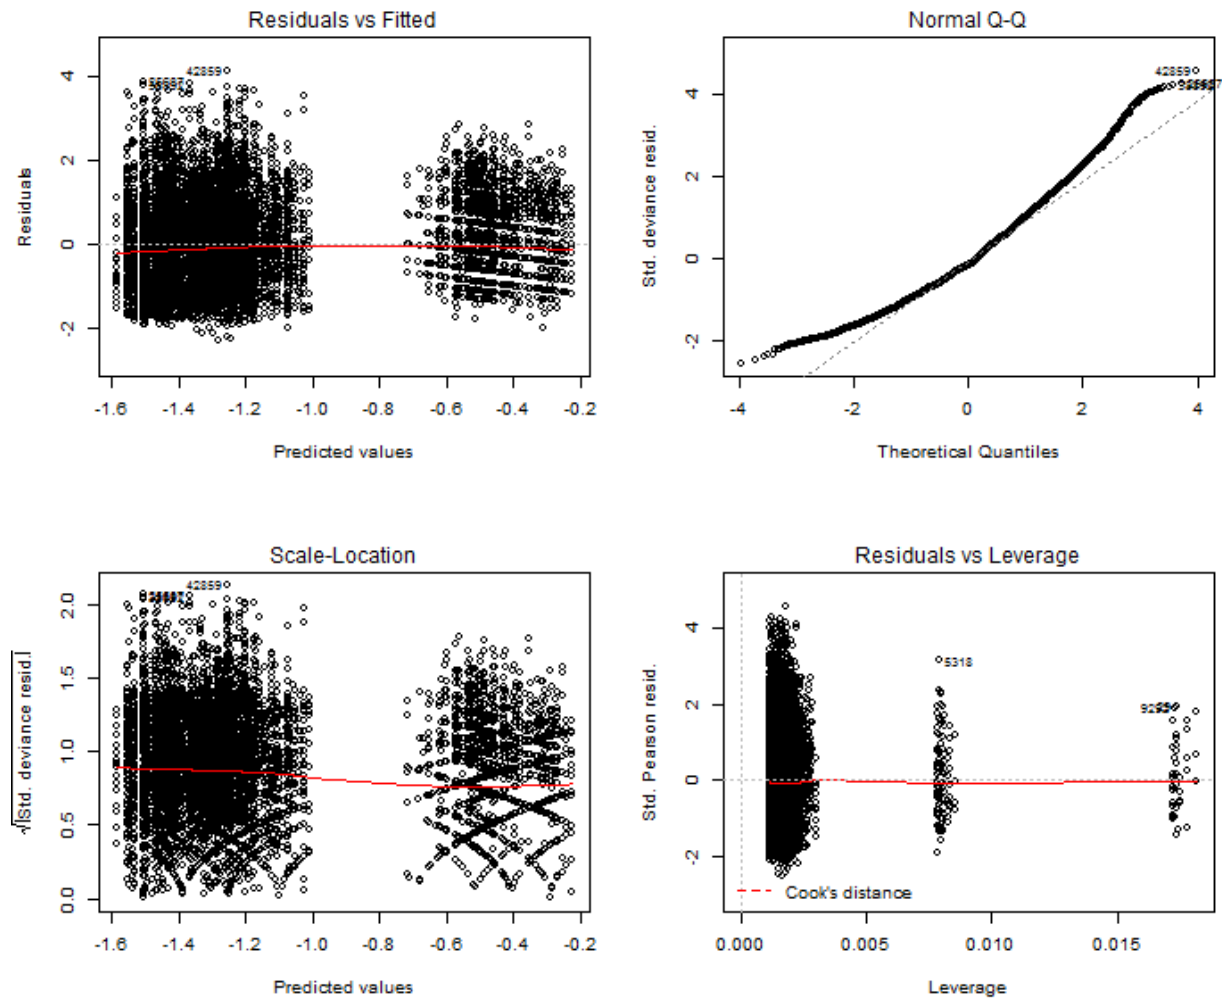 Residuals vs Fitted
Residuals
4
2
0
-2
42859
-1.6 -1.4 -1.2 -1.0 -0.8 -0.6 -0.4 -0.2
Predicted values
Normal Q-Q
Std. deviance resid.
4
2
0
-2
42859
-4 -2 0 2 4
Theoretical Quantiles
Scale-Location
√|Std. deviance resid.|
2.0
1.5
1.0
0.5
0.0
42859
-1.6 -1.4 -1.2 -1.0 -0.8 -0.6 -0.4 -0.2
Predicted values
Residuals vs Leverage
Std. Pearson resid.
4
2
0
-2
5318
Cook's distance
0.000 0.005 0.010 0.015
Leverage